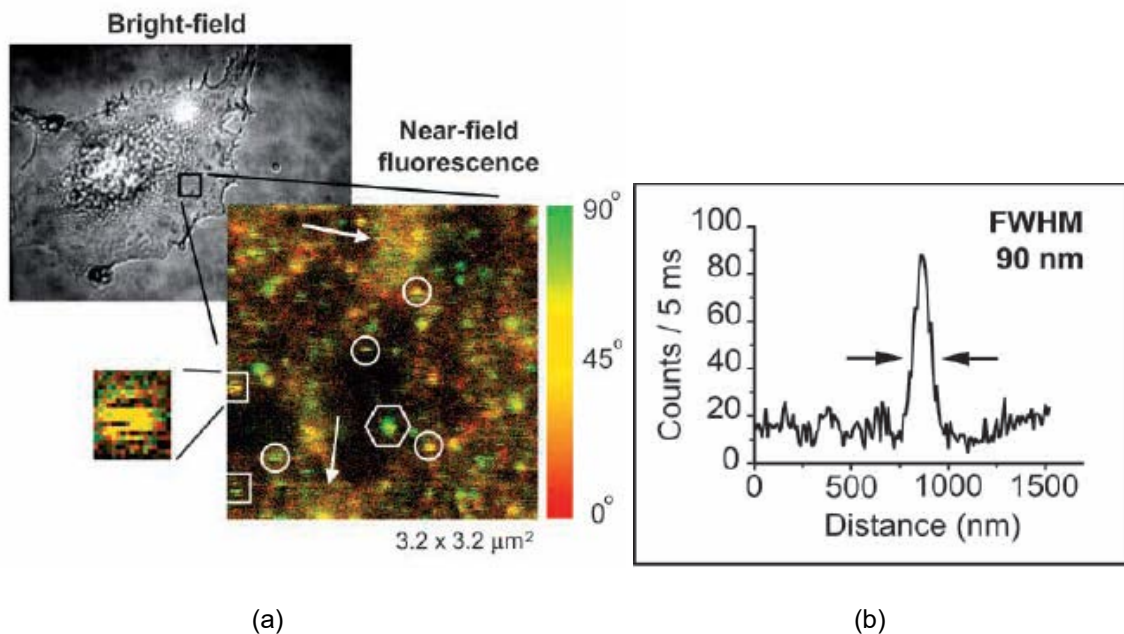 Bright-field
Near-field
fluorescence
90°
45°
0°
3.2 x 3.2 μm²
FWHM
90 nm
100
80
60
40
20
0
Counts / 5 ms
0
500
1000
1500
Distance (nm)
(a)
(b)